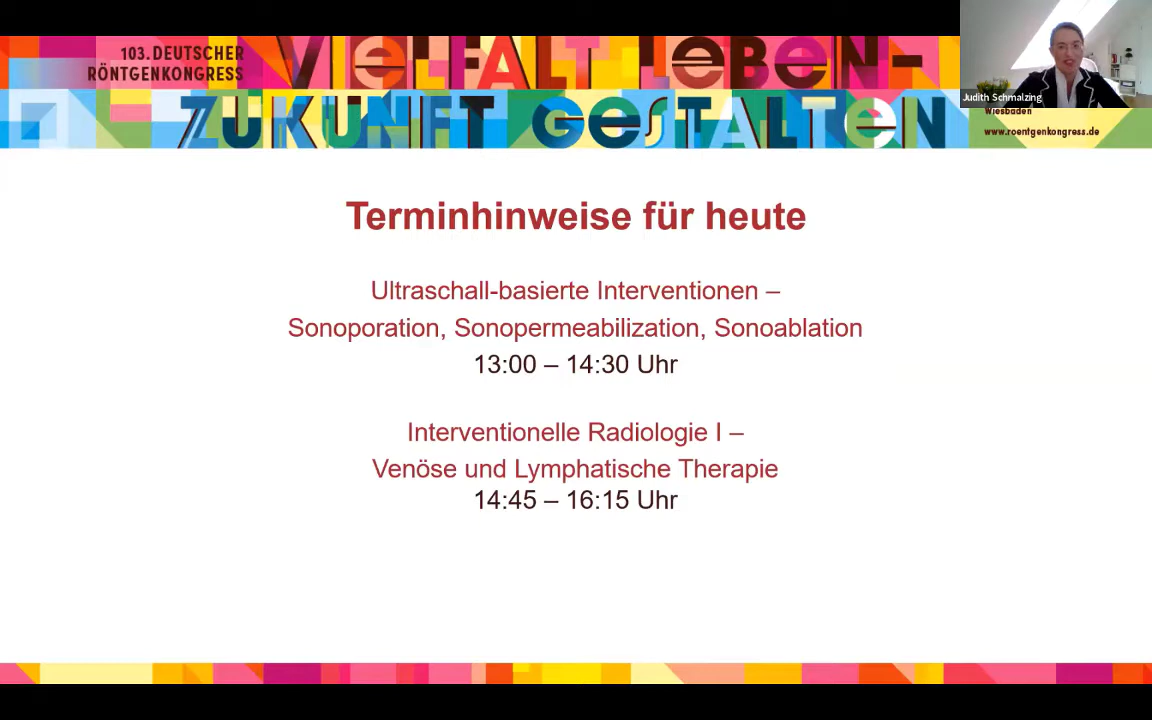 103. DEUTSCHER
RÖNTGENKONGRESS
VIELFALT LEBEN-
ZUKUNFT GESTALTEN
Judith Schmalzing
Wiesbaden
www.roentgenkongress.de
Terminhinweise für heute
Ultraschall-basierte Interventionen –
Sonoporation, Sonopermeabilization, Sonoablation
13:00 – 14:30 Uhr
Interventionelle Radiologie I –
Venöse und Lymphatische Therapie
14:45 – 16:15 Uhr